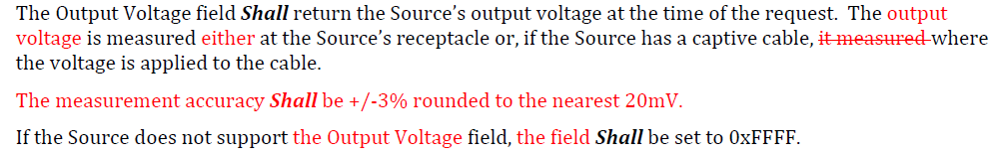 The Output Voltage field Shall return the Source's output voltage at the time of the request. The output
voltage is measured either at the Source's receptacle or, if the Source has a captive cable, it measured where
the voltage is applied to the cable.
The measurement accuracy Shall be +/-3% rounded to the nearest 20mV.
If the Source does not support the Output Voltage field, the field Shall be set to 0xFFFF.